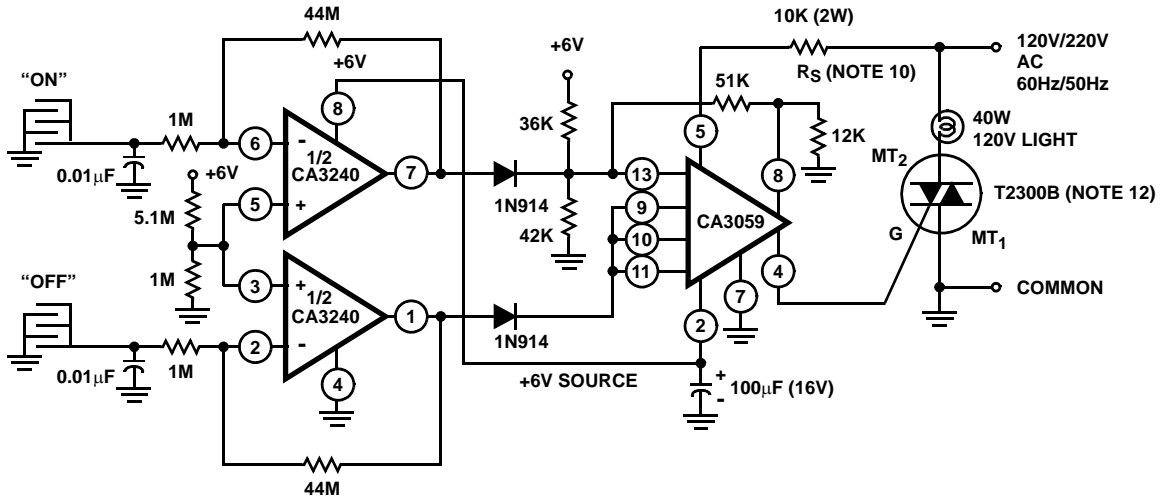 44M
+6V
"ON"
1M
0.01μF
+6V
5.1M
1M
6
5
8
-
+
1/2
CA3240
7
"OFF"
0.01μF
1M
3
2
+
-
1/2
CA3240
1
4
44M
1N914
1N914
+6V
36K
42K
51K
10K (2W)
RS (NOTE 10)
12K
13
9
10
11
5
8
CA3059
4
7
2
+6V SOURCE
+
-
100μF (16V)
120V/220V
AC
60Hz/50Hz
40W
120V LIGHT
MT2
T2300B (NOTE 12)
G
MT1
COMMON